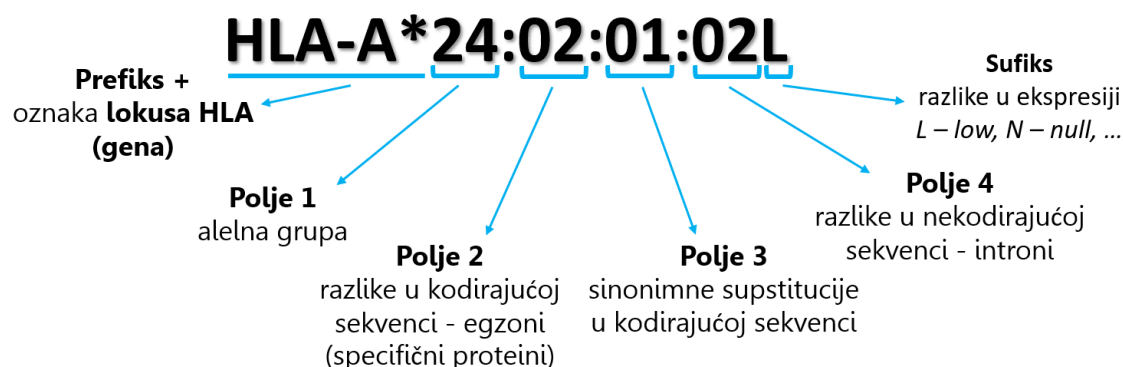 HLA-A*24:02:01:02L
Prefiks +
oznaka lokusa HLA
(gena)
Sufiks
razlike u ekspresiji
L – low, N – null, ...
Polje 1
alelna grupa
Polje 2
razlike u kodirajućoj
sekvenci - egzoni
(specifični proteini)
Polje 3
sinonimne supstitucije
u kodirajućoj sekvenci
Polje 4
razlike u nekodirajućoj
sekvenci - introni